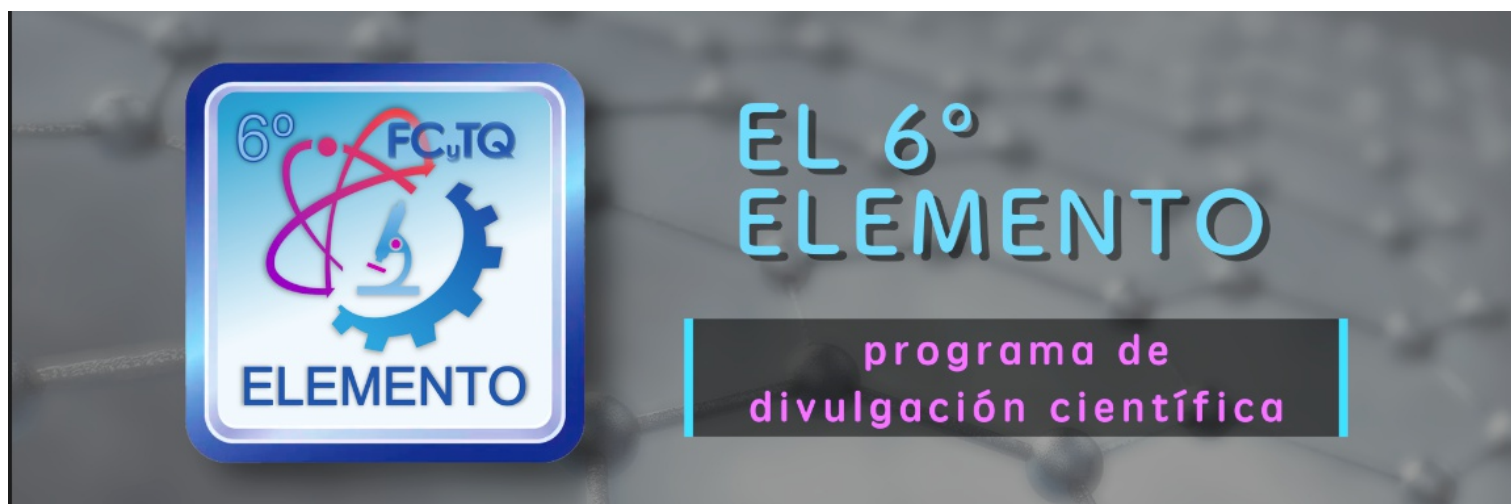 6º
FCyTQ
ELEMENTO
EL 6º
ELEMENTO
programa de
divulgación científica